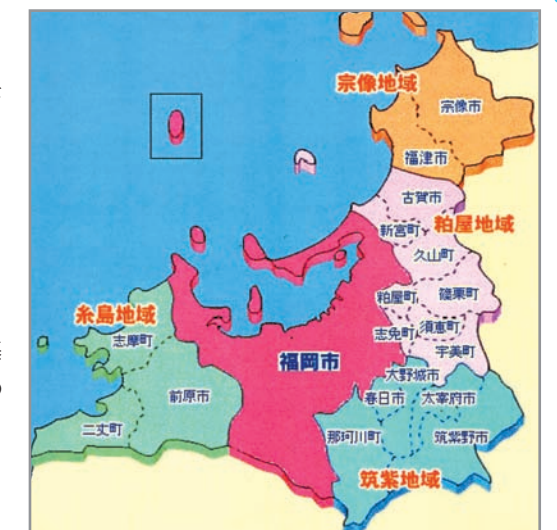 宗像地域
宗像市
福津市
古賀市
新宮町
粕屋地域
久山町
粕屋町
篠栗町
志免町
須恵町
宇美町
糸島地域
志摩町
前原市
二丈町
福岡市
大野城市
春日市
太宰府市
那珂川町
筑紫野市
筑紫地域